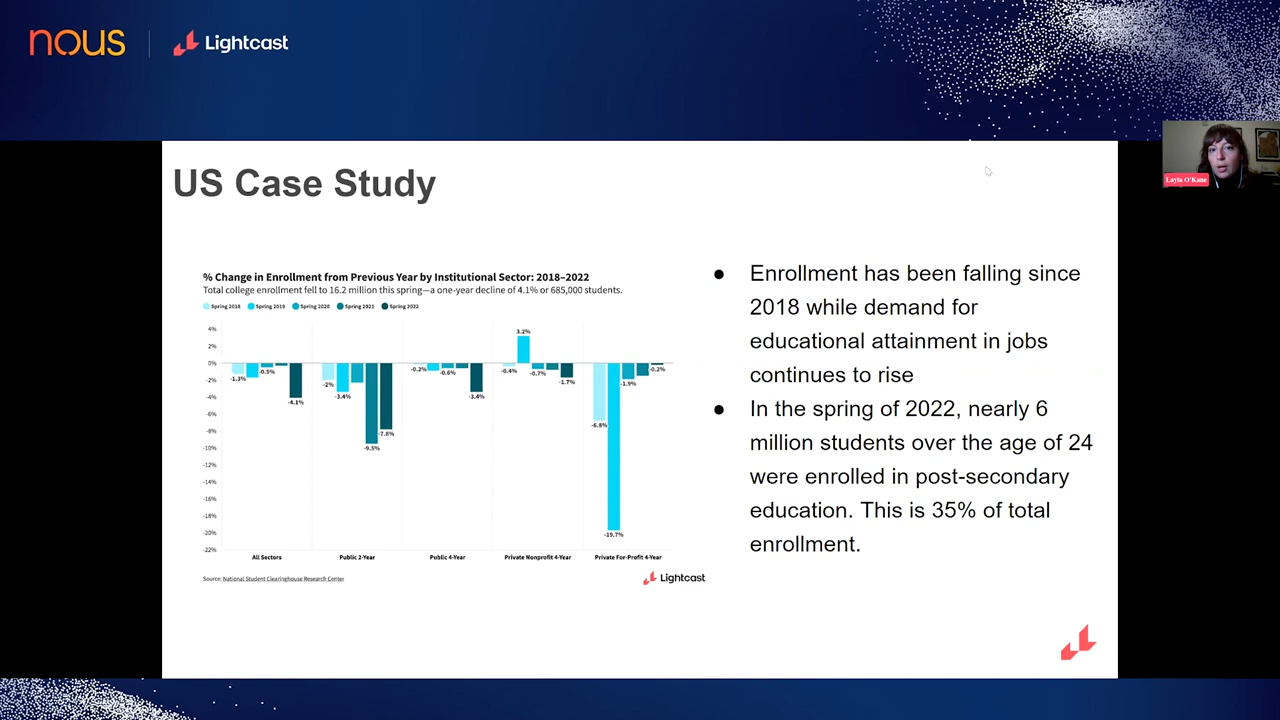 nous
Lightcast
Layla O'Kane
US Case Study
% Change in Enrollment from Previous Year by Institutional Sector: 2018–2022
Total college enrollment fell to 16.2 million this spring—a one-year decline of 4.1% or 685,000 students.
Spring 2018 Spring 2019 Spring 2020 Spring 2021 Spring 2022
4%
2%
0%
-2%
-4%
-6%
-8%
-10%
-12%
-14%
-16%
-18%
-20%
-22%
-1.3% -0.5% -4.1%
-2% -3.4% -9.5% -7.8%
-0.2% -0.6% -3.4%
-0.4% 3.2% -0.7% -1.7%
-6.8% -19.7% -1.9% -0.2%
All Sectors Public 2-Year Public 4-Year Private Nonprofit 4-Year Private For-Profit 4-Year
Source: National Student Clearinghouse Research Center
Lightcast
● Enrollment has been falling since
2018 while demand for
educational attainment in jobs
continues to rise
● In the spring of 2022, nearly 6
million students over the age of 24
were enrolled in post-secondary
education. This is 35% of total
enrollment.